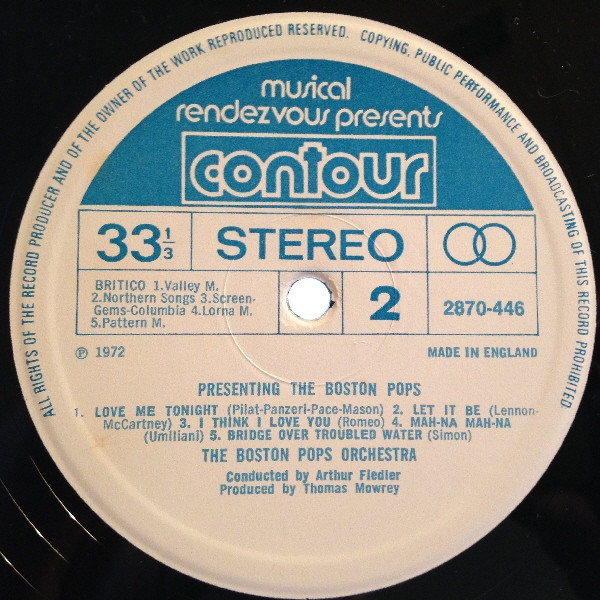 ALL RIGHTS OF THE RECORD PRODUCER AND OF THE OWNER OF THE WORK REPRODUCED RESERVED. COPYING, PUBLIC PERFORMANCE AND BROADCASTING OF THIS RECORD PROHIBITED.
musical
rendezvous presents
contour
33 1/3 STEREO
BRITICO 1.Valley M.
2.Northern Songs 3.Screen-
Gems-Columbia 4.Lorna M.
5.Pattern M.
2 2870-446
℗ 1972 MADE IN ENGLAND
PRESENTING THE BOSTON POPS
1. LOVE ME TONIGHT (Pilat-Panzeri-Pace-Mason) 2. LET IT BE (Lennon-
McCartney) 3. I THINK I LOVE YOU (Romeo) 4. MAH-NA MAH-NA
(Umiliani) 5. BRIDGE OVER TROUBLED WATER (Simon)
THE BOSTON POPS ORCHESTRA
Conducted by Arthur Fiedler
Produced by Thomas Mowrey